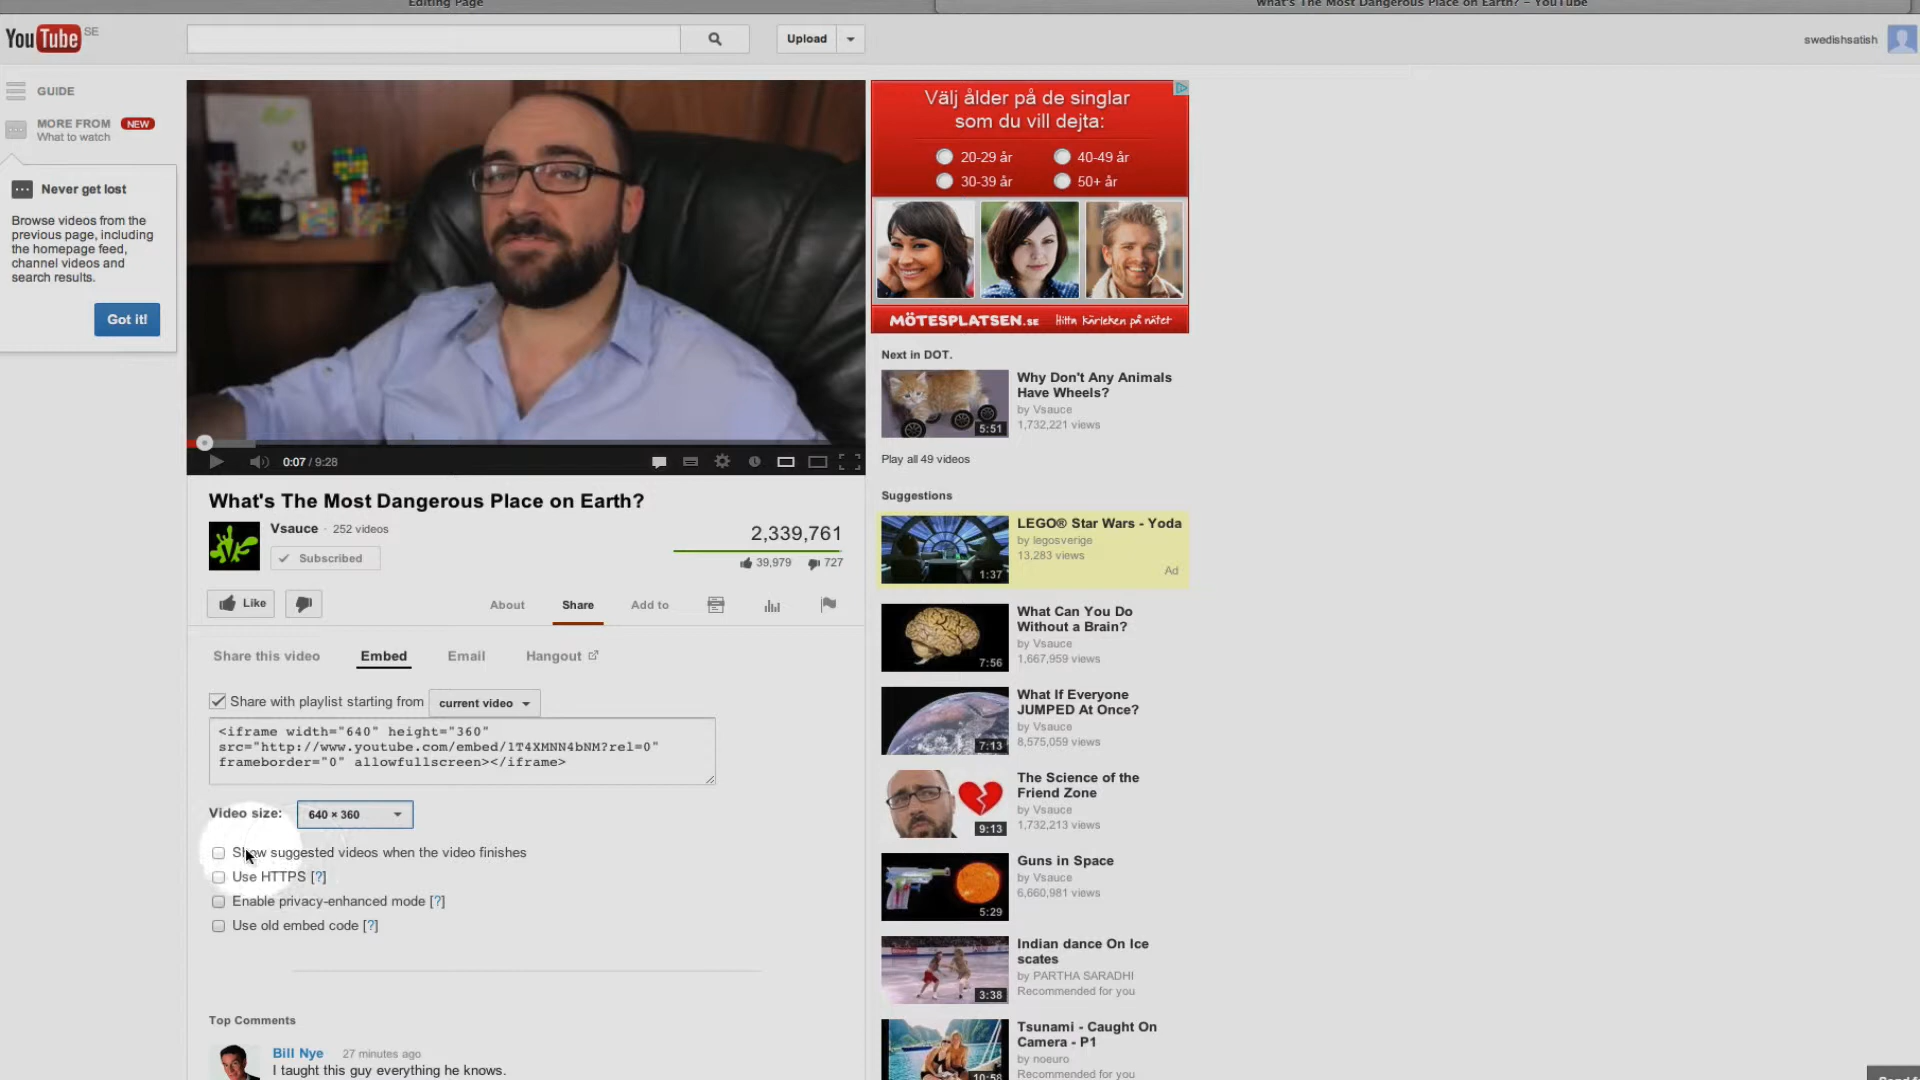 Editing Page
What's The Most Dangerous Place on Earth? – YouTube
YouTube SE
Upload
swedishsatish
GUIDE
MORE FROM NEW
What to watch
Never get lost
Browse videos from the
previous page, including
the homepage feed,
channel videos and
search results.
Got it!
0:07 / 9:28
What's The Most Dangerous Place on Earth?
Vsauce · 252 videos
Subscribed
2,339,761
39,979 727
Like
About Share Add to
Share this video Embed Email Hangout
Share with playlist starting from current video
<iframe width="640" height="360"
src="http://www.youtube.com/embed/1T4XMNN4bNM?rel=0"
frameborder="0" allowfullscreen></iframe>
Video size: 640 × 360
Show suggested videos when the video finishes
Use HTTPS [?]
Enable privacy-enhanced mode [?]
Use old embed code [?]
Top Comments
Bill Nye 27 minutes ago
I taught this guy everything he knows.
Välj ålder på de singlar
som du vill dejta:
20-29 år 40-49 år
30-39 år 50+ år
MÖTESPLATSEN.SE Hitta kärleken på nätet
Next in DOT.
Why Don't Any Animals
Have Wheels?
by Vsauce
1,732,221 views
5:51
Play all 49 videos
Suggestions
LEGO® Star Wars - Yoda
by legosverige
13,283 views
Ad
1:37
What Can You Do
Without a Brain?
by Vsauce
1,667,959 views
7:56
What If Everyone
JUMPED At Once?
by Vsauce
8,575,059 views
7:13
The Science of the
Friend Zone
by Vsauce
1,732,213 views
9:13
Guns in Space
by Vsauce
6,660,981 views
5:29
Indian dance On Ice
scates
by PARTHA SARADHI
Recommended for you
3:38
Tsunami - Caught On
Camera - P1
by noeuro
Recommended for you
10:58